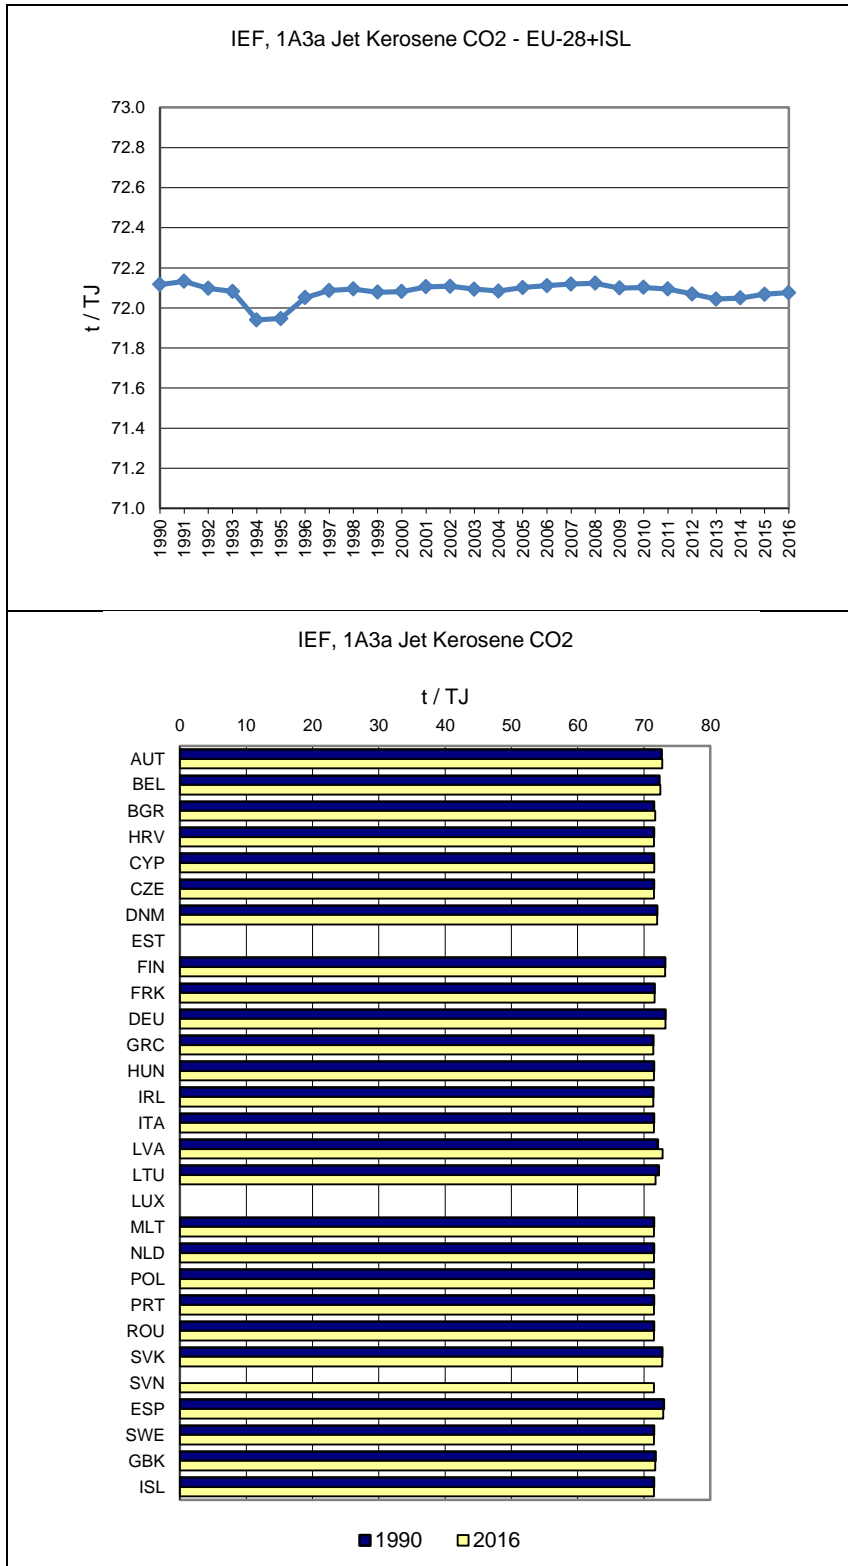 IEF, 1A3a Jet Kerosene CO2 - EU-28+ISL
73.0
72.8
72.6
72.4
72.2
72.0
71.8
71.6
71.4
71.2
71.0
t / TJ
1990 1991 1992 1993 1994 1995 1996 1997 1998 1999 2000 2001 2002 2003 2004 2005 2006 2007 2008 2009 2010 2011 2012 2013 2014 2015 2016
IEF, 1A3a Jet Kerosene CO2
t / TJ
0 10 20 30 40 50 60 70 80
AUT
BEL
BGR
HRV
CYP
CZE
DNM
EST
FIN
FRK
DEU
GRC
HUN
IRL
ITA
LVA
LTU
LUX
MLT
NLD
POL
PRT
ROU
SVK
SVN
ESP
SWE
GBK
ISL
1990 2016